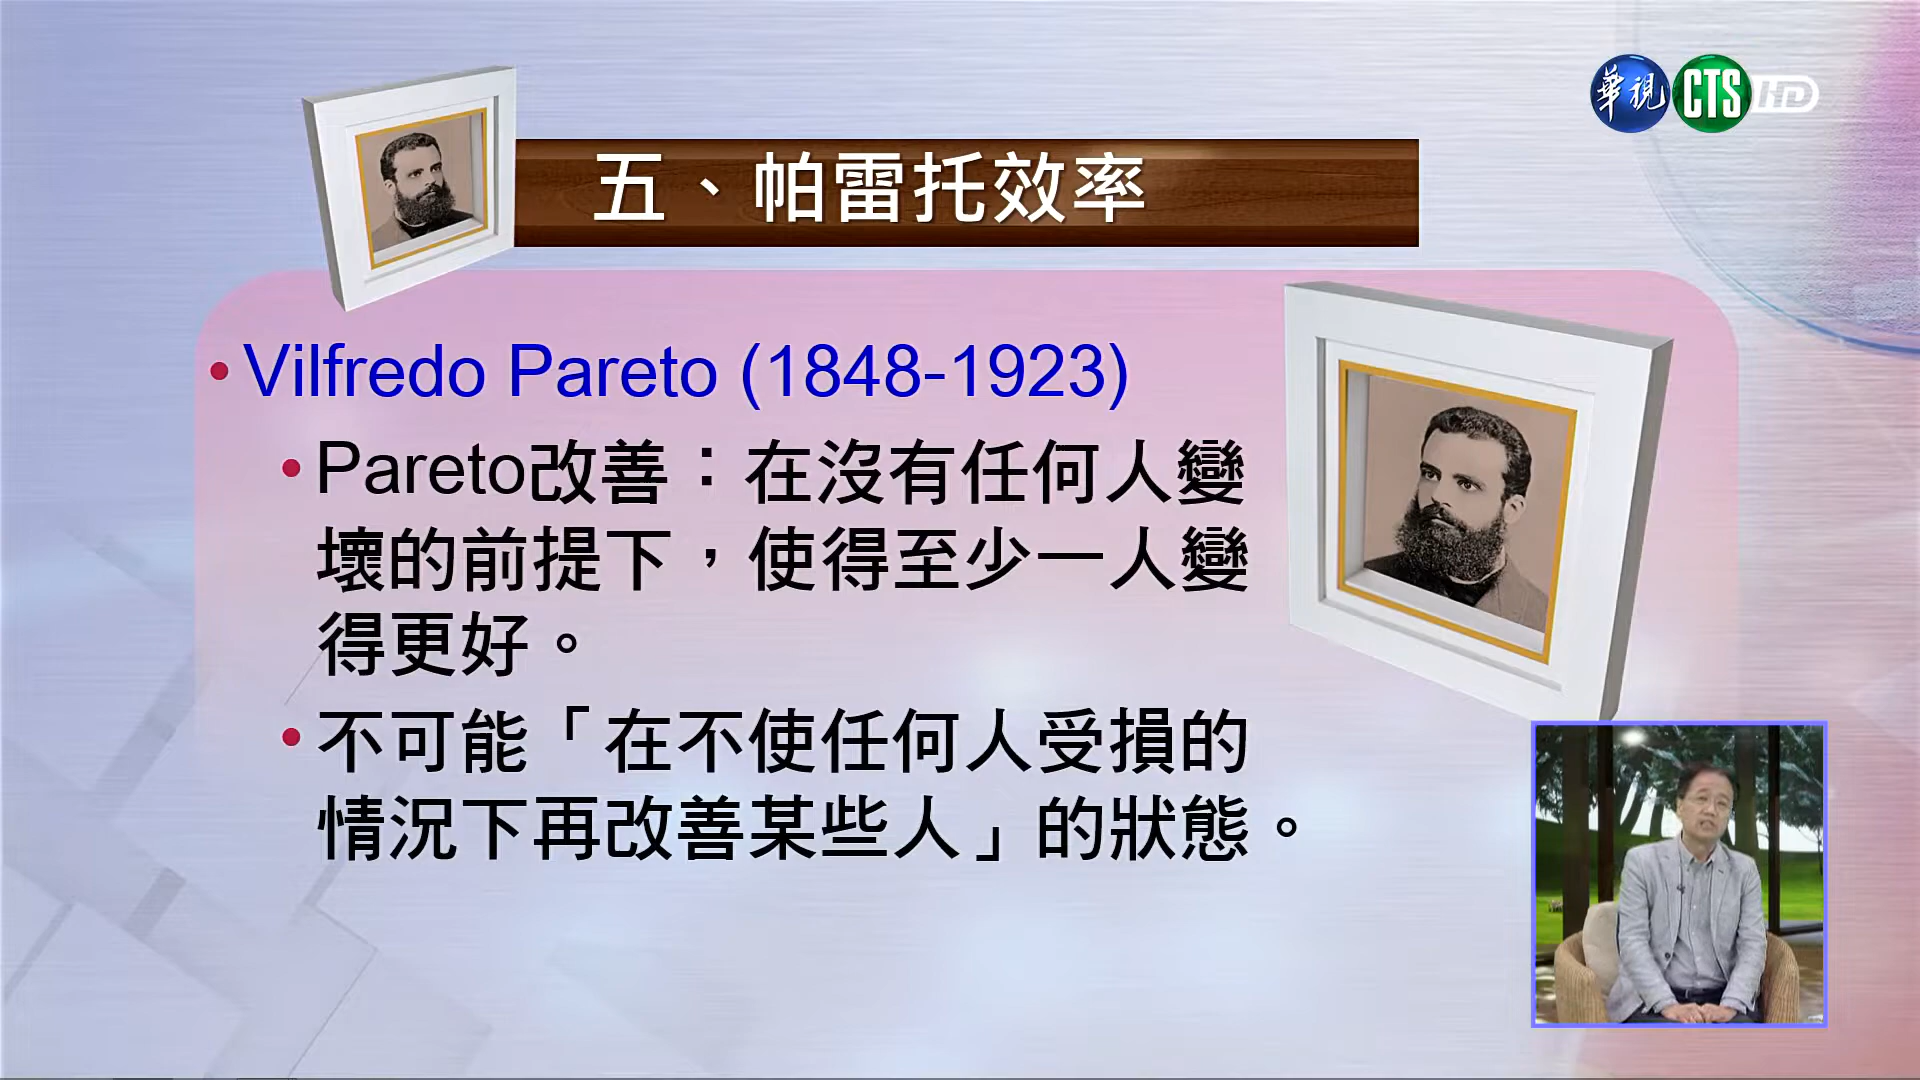 華視 CTS HD
五、帕雷托效率
•Vilfredo Pareto (1848-1923)
•Pareto改善：在沒有任何人變
壞的前提下，使得至少一人變
得更好。
•不可能「在不使任何人受損的
情況下再改善某些人」的狀態。